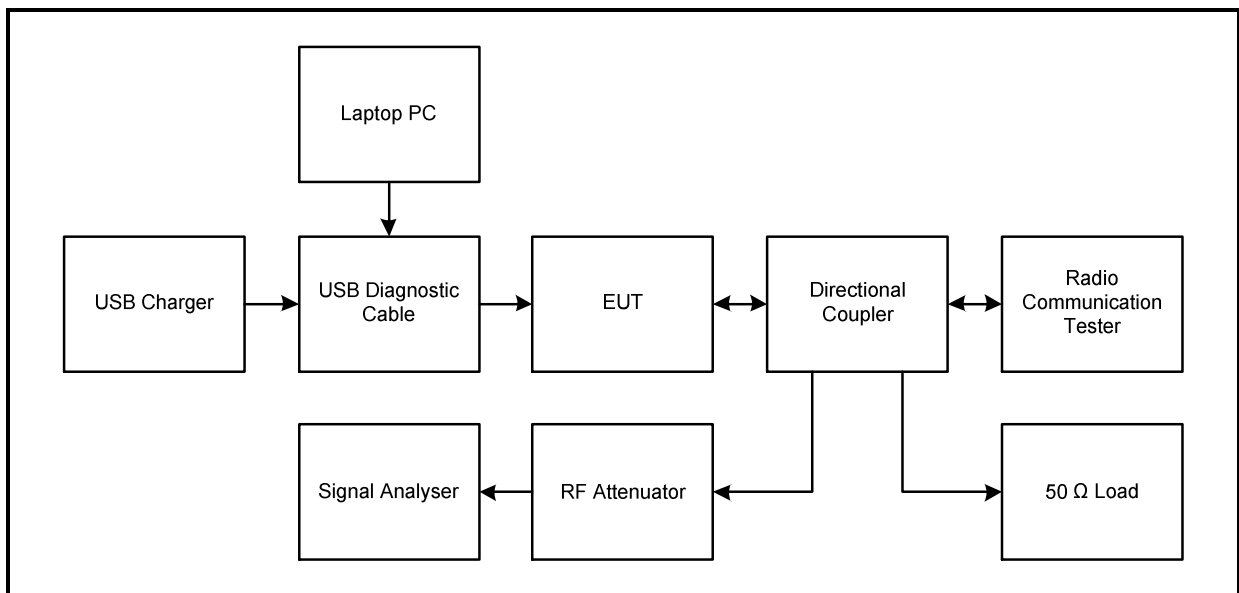 Laptop PC
USB Charger
USB Diagnostic
Cable
EUT
Directional
Coupler
Radio
Communication
Tester
Signal Analyser
RF Attenuator
50 Ω Load